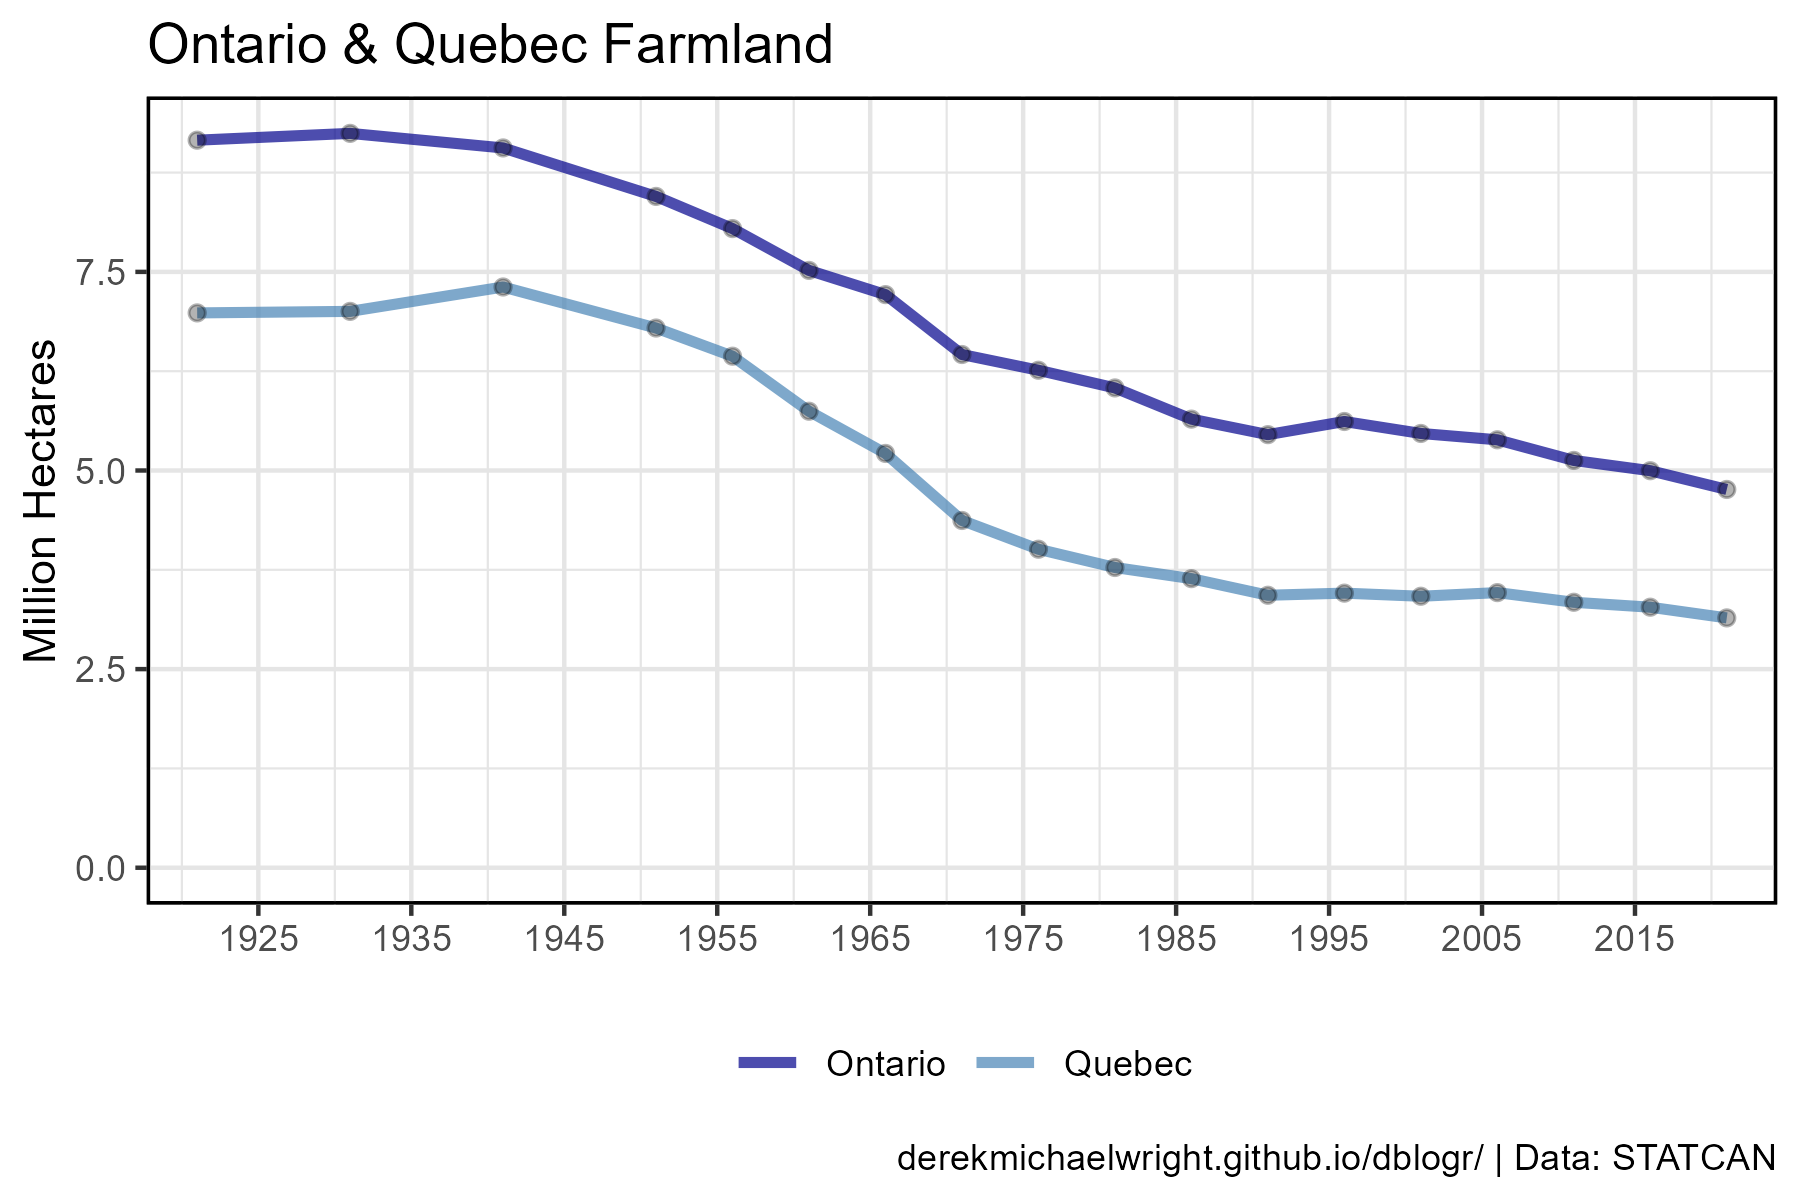 Ontario & Quebec Farmland
Million Hectares
7.5
5.0
2.5
0.0
1925 1935 1945 1955 1965 1975 1985 1995 2005 2015
Ontario Quebec
derekmichaelwright.github.io/dblogr/ | Data: STATCAN